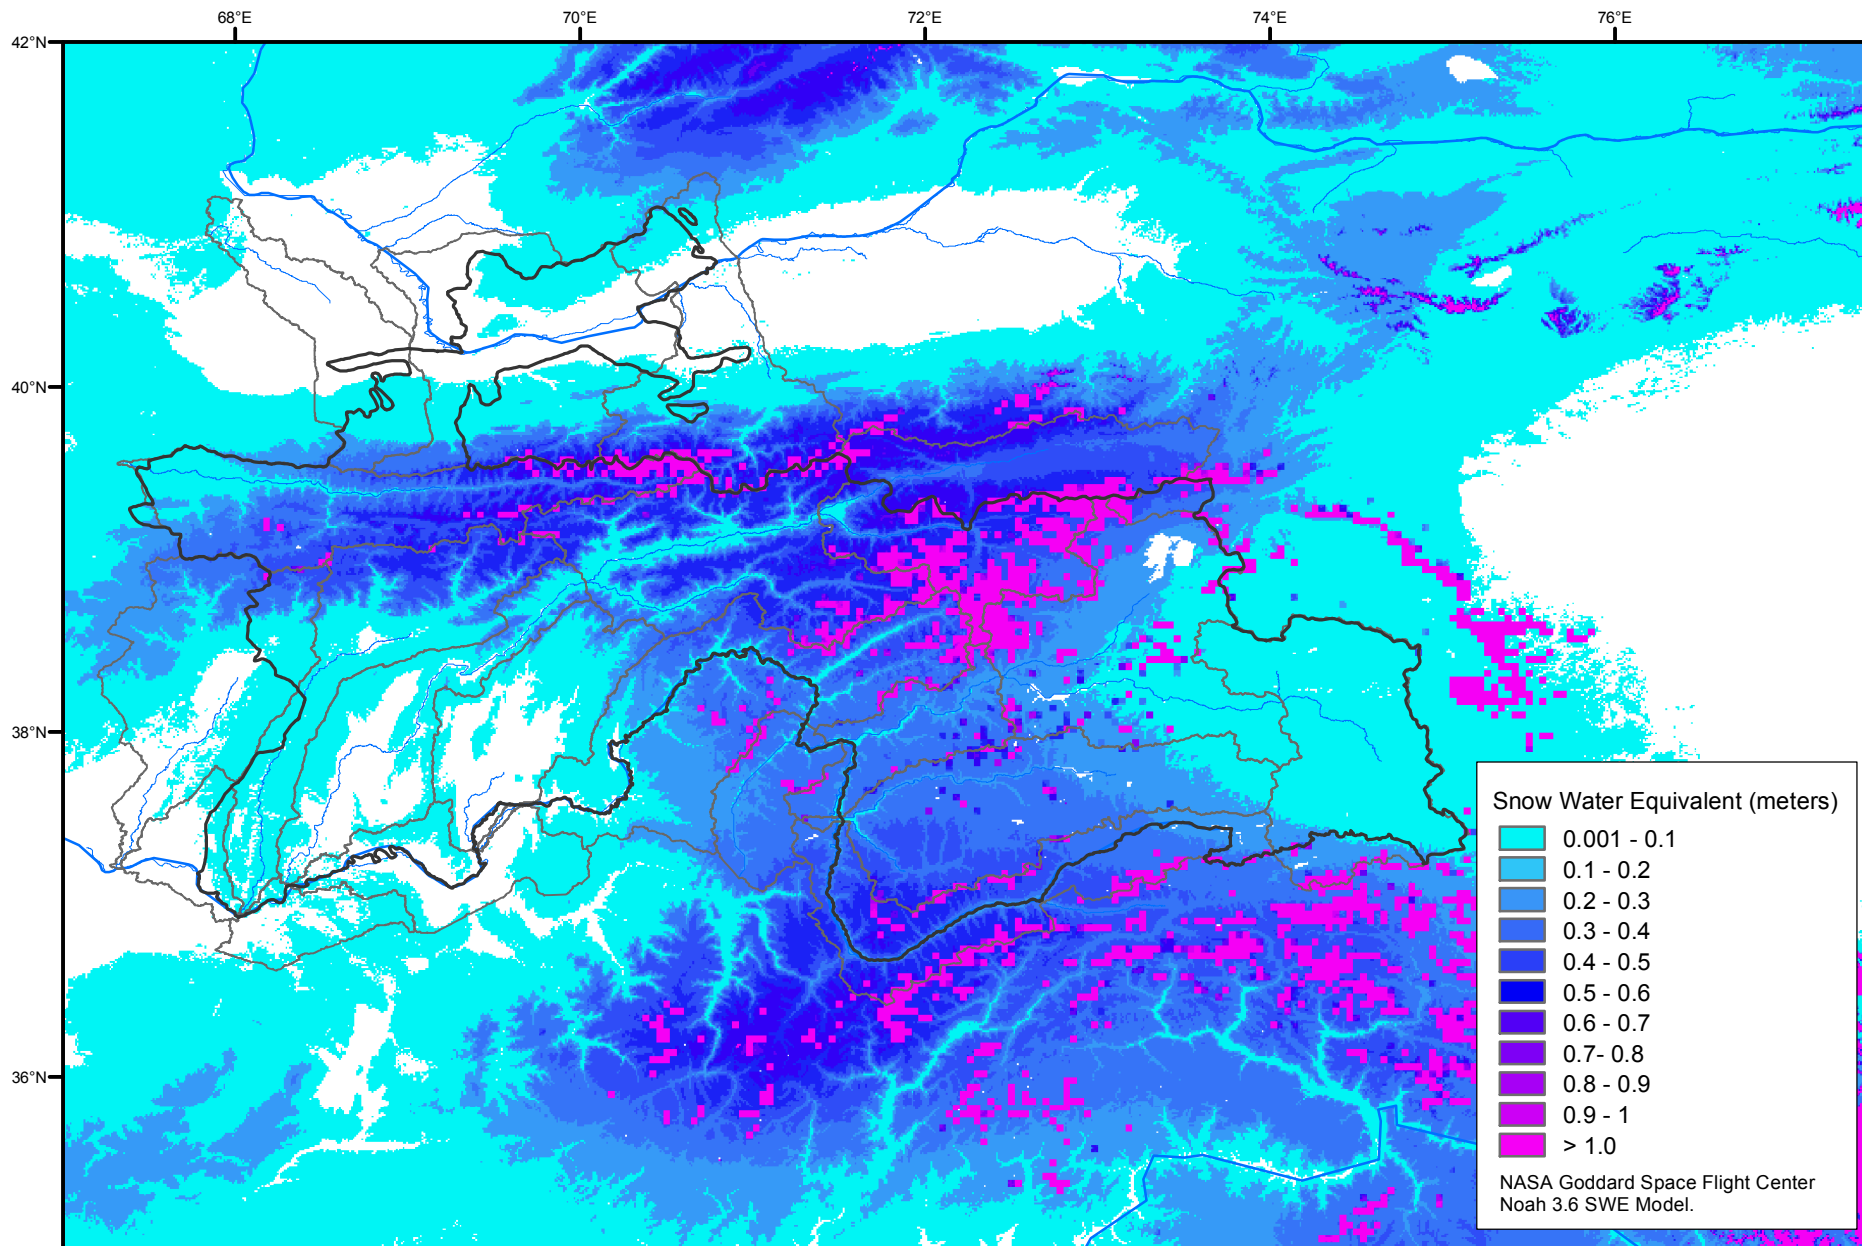 68°E 70°E 72°E 74°E 76°E
42°N
40°N
38°N
36°N
Snow Water Equivalent (meters)
0.001 - 0.1
0.1 - 0.2
0.2 - 0.3
0.3 - 0.4
0.4 - 0.5
0.5 - 0.6
0.6 - 0.7
0.7- 0.8
0.8 - 0.9
0.9 - 1
> 1.0
NASA Goddard Space Flight Center
Noah 3.6 SWE Model.